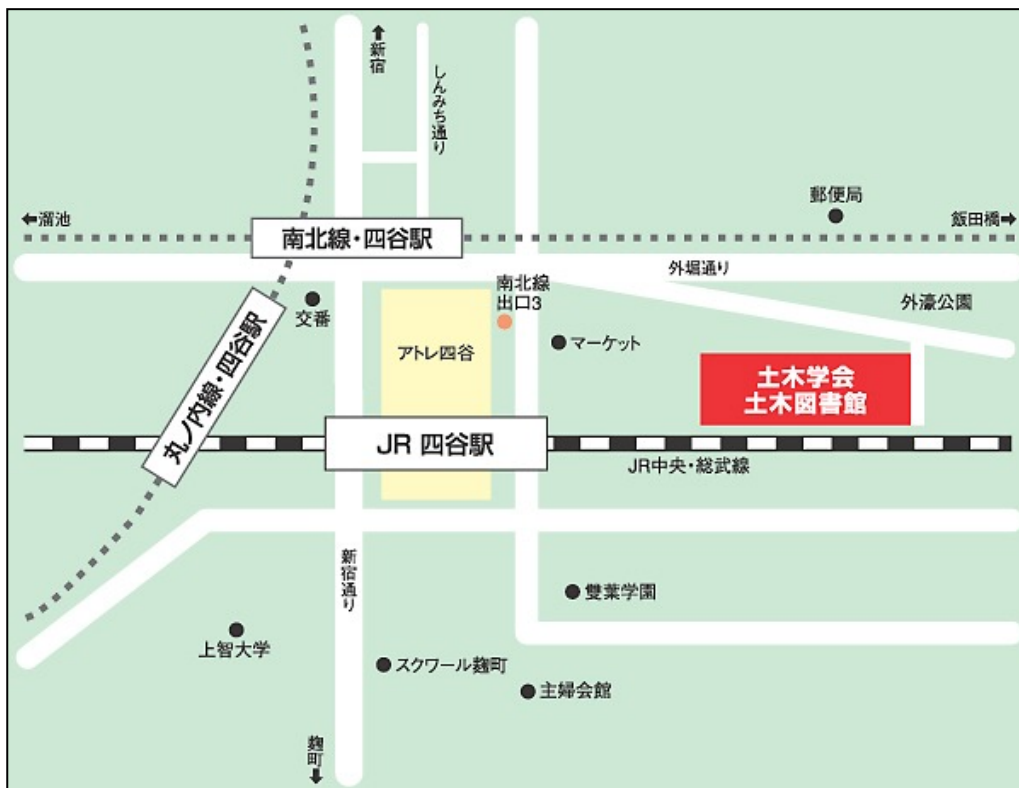 ↑新宿
しんみち通り
郵便局
←溜池
飯田橋→
南北線・四谷駅
外堀通り
南北線
出口3
外濠公園
交番
丸ノ内線・四谷駅
アトレ四谷
マーケット
土木学会
土木図書館
JR 四谷駅
JR中央・総武線
新宿通り
雙葉学園
上智大学
スクワール麹町
主婦会館
麹町↓